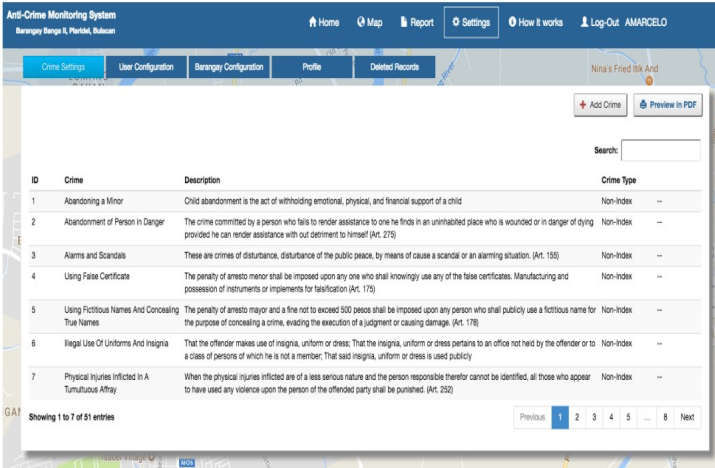 Anti-Crime Monitoring System
Barangay Banga II, Plaridel, Bulacan
Home Map Report Settings How it works Log-Out AMARCELO
Crime Settings User Configuration Barangay Configuration Profile Deleted Records
Nina's Fried Itik And
Add Crime Preview in PDF
Search:
ID Crime Description Crime Type
1 Abandoning a Minor Child abandonment is the act of withholding emotional, physical, and financial support of a child Non-Index --
2 Abandonment of Person in Danger The crime committed by a person who fails to render assistance to one he finds in an uninhabited place who is wounded or in danger of dying Non-Index --
provided he can render assistance with out detriment to himself (Art. 275)
3 Alarms and Scandals These are crimes of disturbance, disturbance of the public peace, by means of cause a scandal or an alarming situation. (Art. 155) Non-Index --
4 Using False Certificate The penalty of arresto menor shall be imposed upon any one who shall knowingly use any of the false certificates. Manufacturing and Non-Index --
possession of instruments or implements for falsification (Art. 175)
5 Using Fictitious Names And Concealing The penalty of arresto mayor and a fine not to exceed 500 pesos shall be imposed upon any person who shall publicly use a fictitious name for Non-Index --
True Names the purpose of concealing a crime, evading the execution of a judgment or causing damage. (Art. 178)
6 Illegal Use Of Uniforms And Insignia That the offender makes use of insignia, uniform or dress; That the insignia, uniform or dress pertains to an office not held by the offender or to Non-Index --
a class of persons of which he is not a member; That said insignia, uniform or dress is used publicly
7 Physical Injuries Inflicted In A When the physical injuries inflicted are of a less serious nature and the person responsible therefor cannot be identified, all those who appear Non-Index --
Tumultuous Affray to have used any violence upon the person of the offended party shall be punished. (Art. 252)
Showing 1 to 7 of 51 entries Previous 1 2 3 4 5 ... 8 Next
AH26